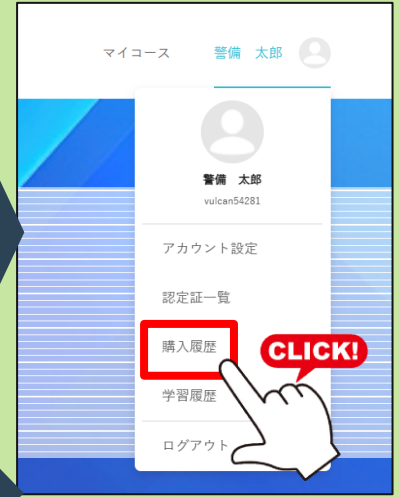 マイコース 警備 太郎
警備 太郎
vulcan54281
アカウント設定
認定証一覧
購入履歴
CLICK!
学習履歴
ログアウト